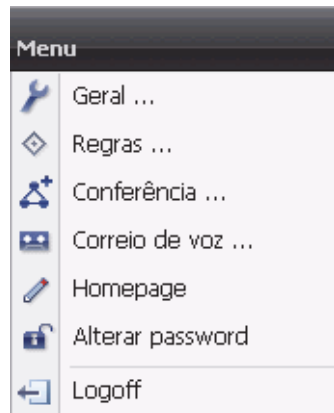 Menu
Geral ...
Regras ...
Conferência ...
Correio de voz ...
Homepage
Alterar password
Logoff